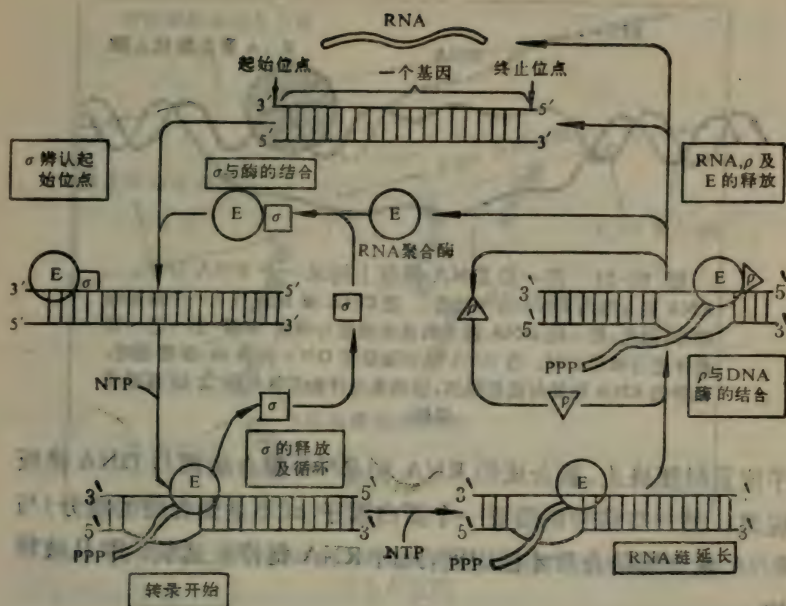 RNA
起始位点
一个基因
终止位点
3′ 5′
5′ 3′
σ 辨认起
始位点
σ与酶的结合
RNA,ρ及
E 的释放
E σ
E
RNA聚合酶
E σ
3′ 5′
5′ 3′
σ
ρ
E ρ
3′ 5′
5′ 3′
PPP
NTP
σ
σ 的释放
及循环
ρ
ρ与DNA
酶的结合
E
3′ 5′
5′ 3′
PPP
转录开始
NTP
E
3′ 5′
5′ 3′
PPP
RNA链延长